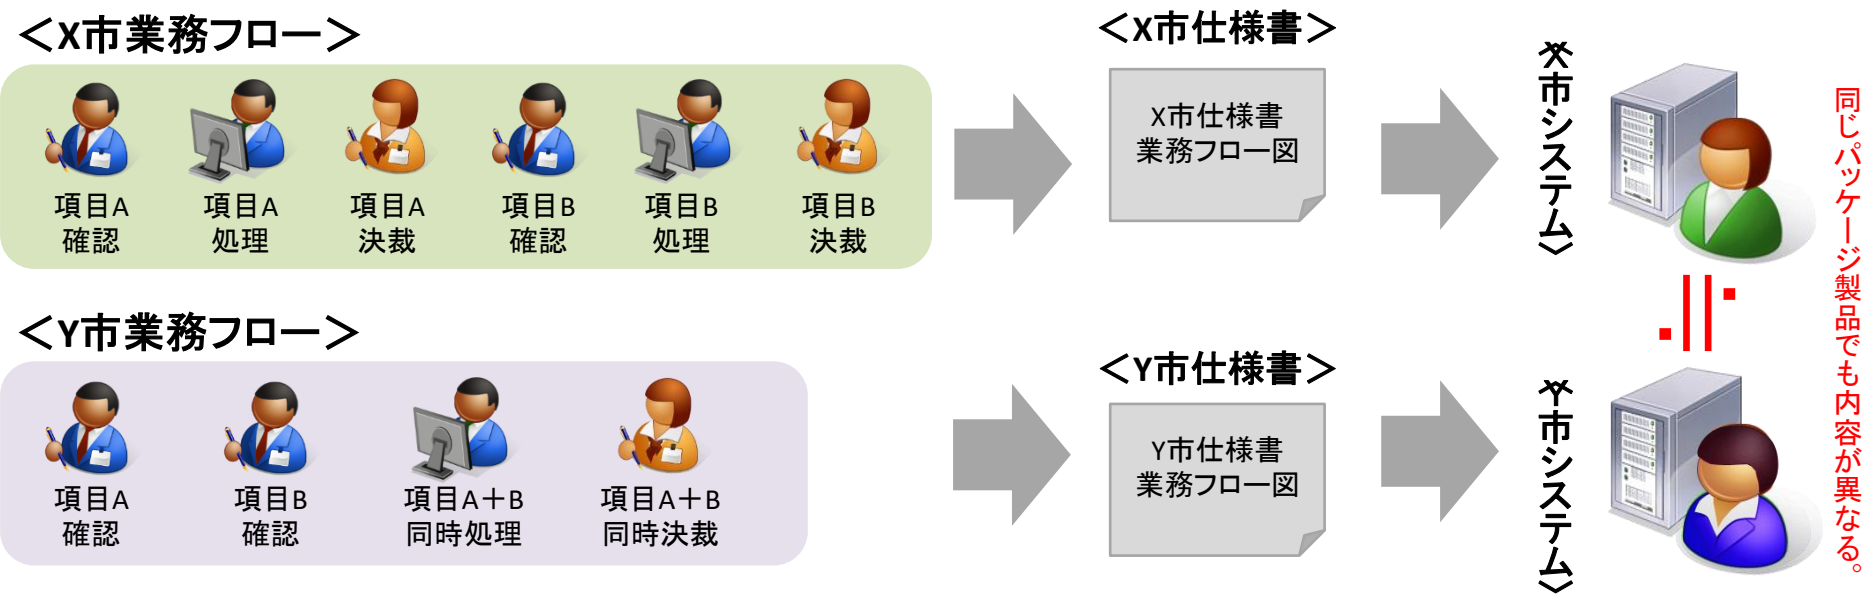 ＜X市業務フロー＞
項目A
確認
項目A
処理
項目A
決裁
項目B
確認
項目B
処理
項目B
決裁
＜X市仕様書＞
X市仕様書
業務フロー図
＜X市システム＞
＜Y市業務フロー＞
項目A
確認
項目B
確認
項目A＋B
同時処理
項目A＋B
同時決裁
＜Y市仕様書＞
Y市仕様書
業務フロー図
＜Y市システム＞
≒
同じパッケージ製品でも内容が異なる。